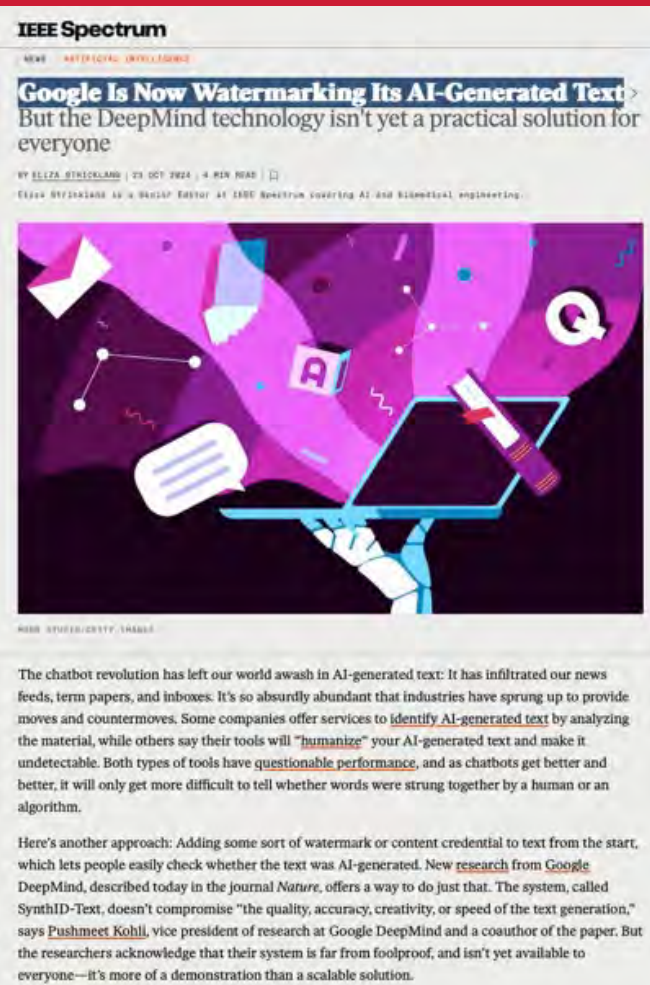 IEEE Spectrum
NEWS ARTIFICIAL INTELLIGENCE
Google Is Now Watermarking Its AI-Generated Text >
But the DeepMind technology isn't yet a practical solution for
everyone
BY ELIZA STRICKLAND | 23 OCT 2024 | 4 MIN READ |
Eliza Strickland is a Senior Editor at IEEE Spectrum covering AI and biomedical engineering.
A
Q
MOOR STUDIO/GETTY IMAGES
The chatbot revolution has left our world awash in AI-generated text: It has infiltrated our news
feeds, term papers, and inboxes. It's so absurdly abundant that industries have sprung up to provide
moves and countermoves. Some companies offer services to identify AI-generated text by analyzing
the material, while others say their tools will "humanize" your AI-generated text and make it
undetectable. Both types of tools have questionable performance, and as chatbots get better and
better, it will only get more difficult to tell whether words were strung together by a human or an
algorithm.
Here's another approach: Adding some sort of watermark or content credential to text from the start,
which lets people easily check whether the text was AI-generated. New research from Google
DeepMind, described today in the journal Nature, offers a way to do just that. The system, called
SynthID-Text, doesn't compromise "the quality, accuracy, creativity, or speed of the text generation,"
says Pushmeet Kohli, vice president of research at Google DeepMind and a coauthor of the paper. But
the researchers acknowledge that their system is far from foolproof, and isn't yet available to
everyone—it's more of a demonstration than a scalable solution.